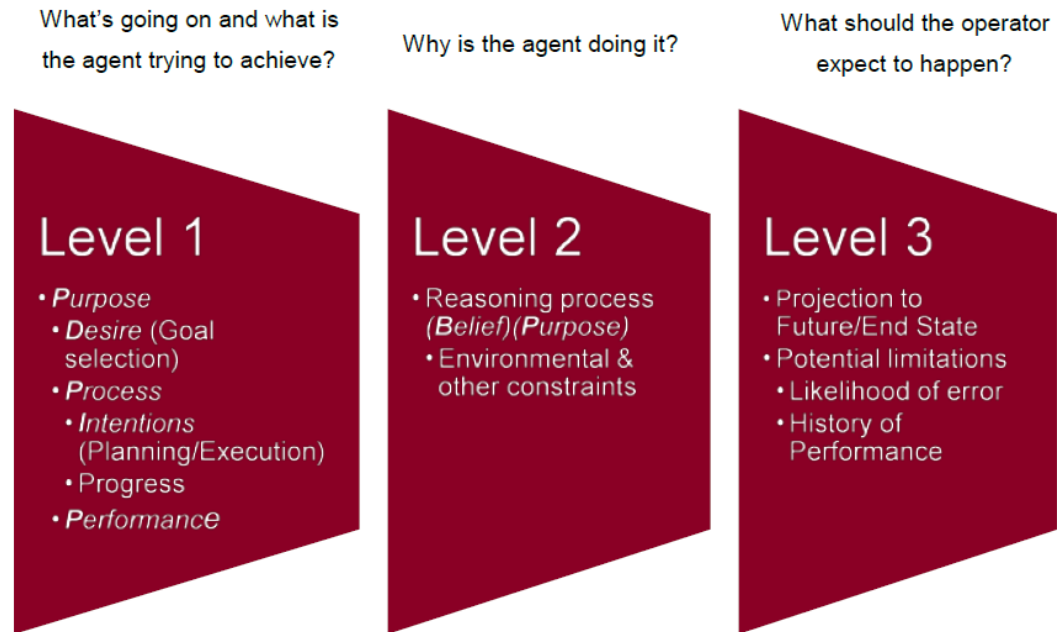 What's going on and what is
the agent trying to achieve?
Why is the agent doing it?
What should the operator
expect to happen?
Level 1
• Purpose
• Desire (Goal
selection)
• Process
• Intentions
(Planning/Execution)
• Progress
• Performance
Level 2
• Reasoning process
(Belief)(Purpose)
• Environmental &
other constraints
Level 3
• Projection to
Future/End State
• Potential limitations
• Likelihood of error
• History of
Performance